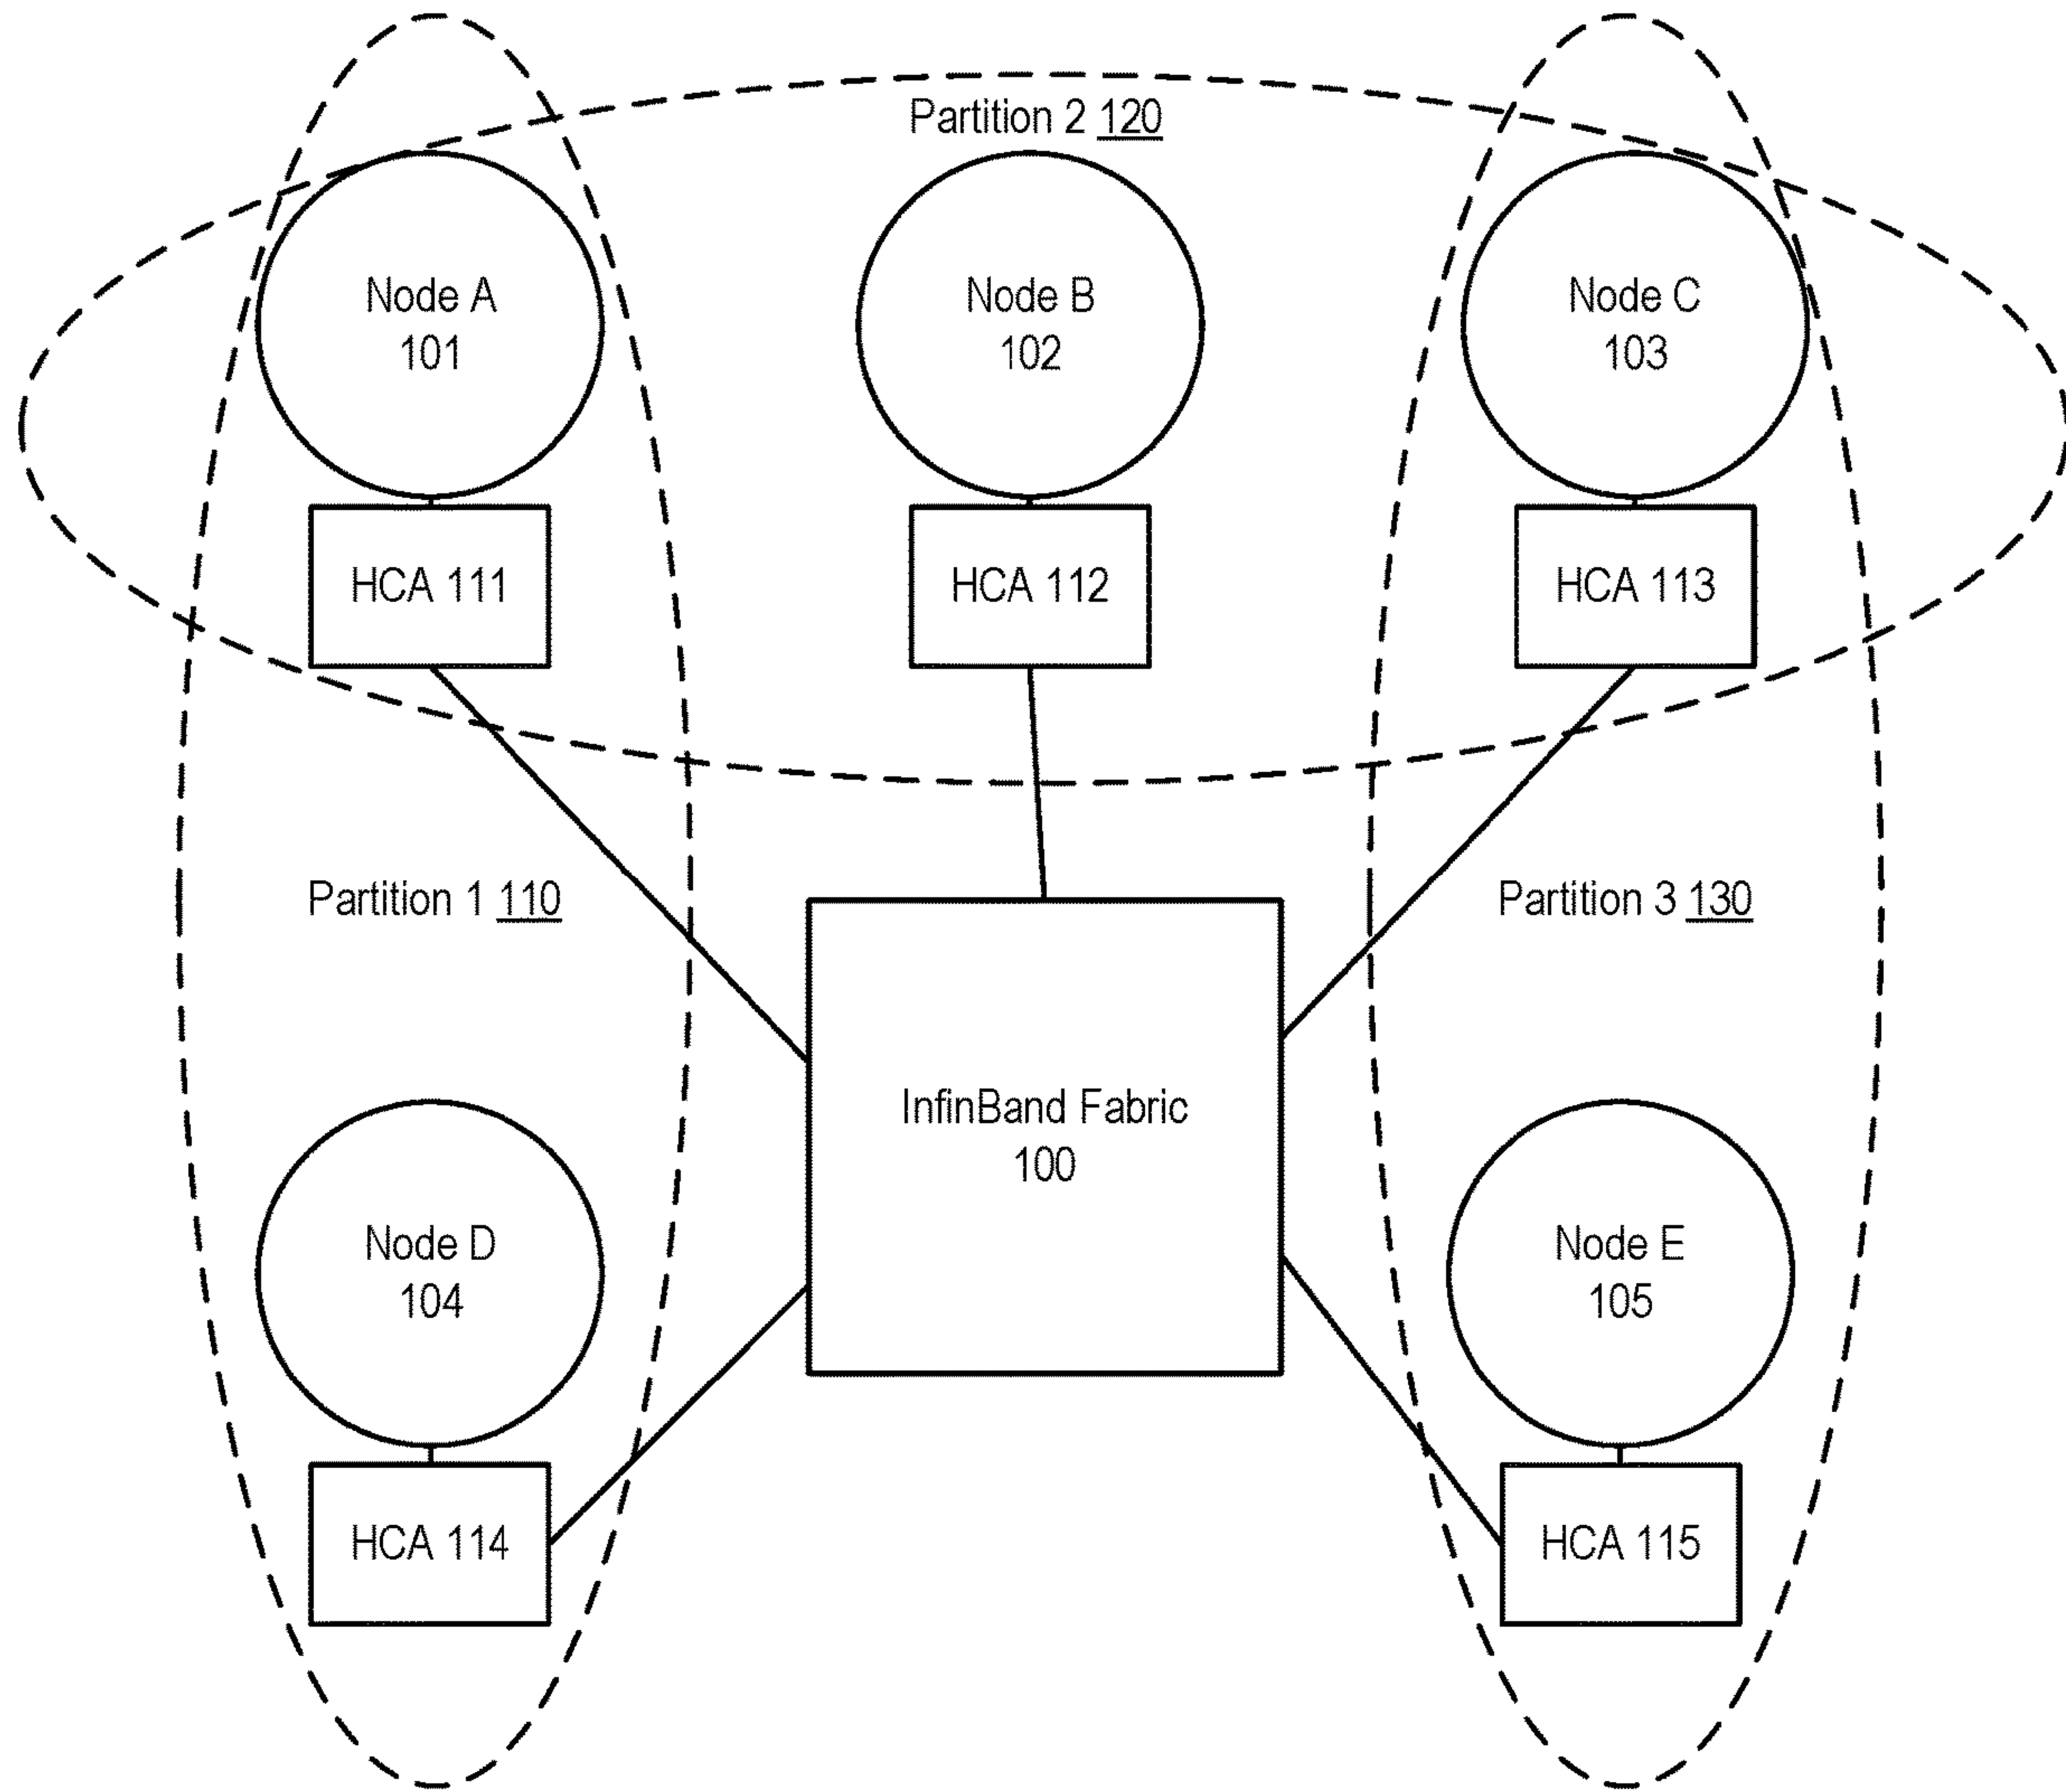 Partition 2 120
Node A
101
Node B
102
Node C
103
HCA 111
HCA 112
HCA 113
Partition 1 110
Partition 3 130
InfinBand Fabric
100
Node D
104
Node E
105
HCA 114
HCA 115